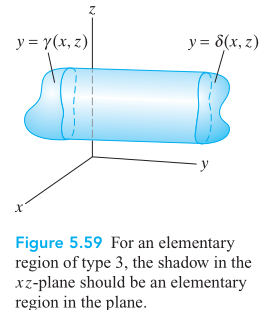 z
y = γ(x, z)
y = δ(x, z)
y
x
Figure 5.59 For an elementary
region of type 3, the shadow in the
xz-plane should be an elementary
region in the plane.